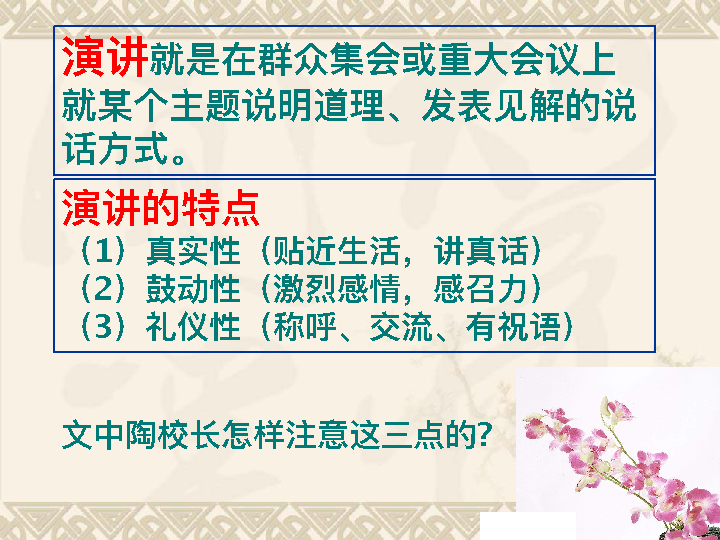 演讲就是在群众集会或重大会议上
就某个主题说明道理、发表见解的说
话方式。
演讲的特点
（1）真实性（贴近生活，讲真话）
（2）鼓动性（激烈感情，感召力）
（3）礼仪性（称呼、交流、有祝语）
文中陶校长怎样注意这三点的?